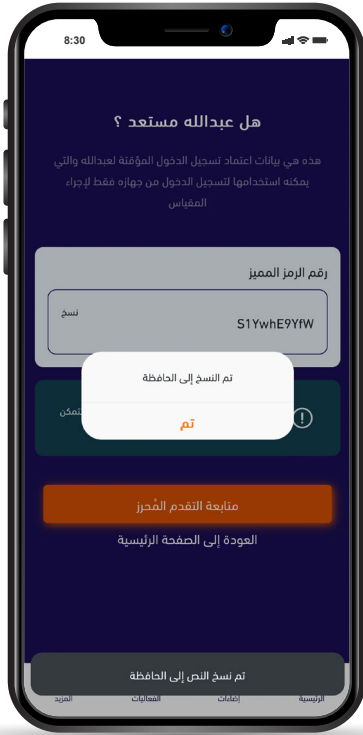 8:30
هل عبدالله مستعد ؟
هذه هي بيانات اعتماد تسجيل الدخول المؤقتة لعبدالله والتي
يمكنه استخدامها لتسجيل الدخول من جهازه فقط لإجراء
المقياس
رقم الرمز المميز
S1YwhE9YfW
نسخ
تم النسخ إلى الحافظة
تم
متابعة التقدم المُحرز
العودة إلى الصفحة الرئيسية
تم نسخ النص إلى الحافظة
الرئيسية إضاءات الفعاليات المزيد